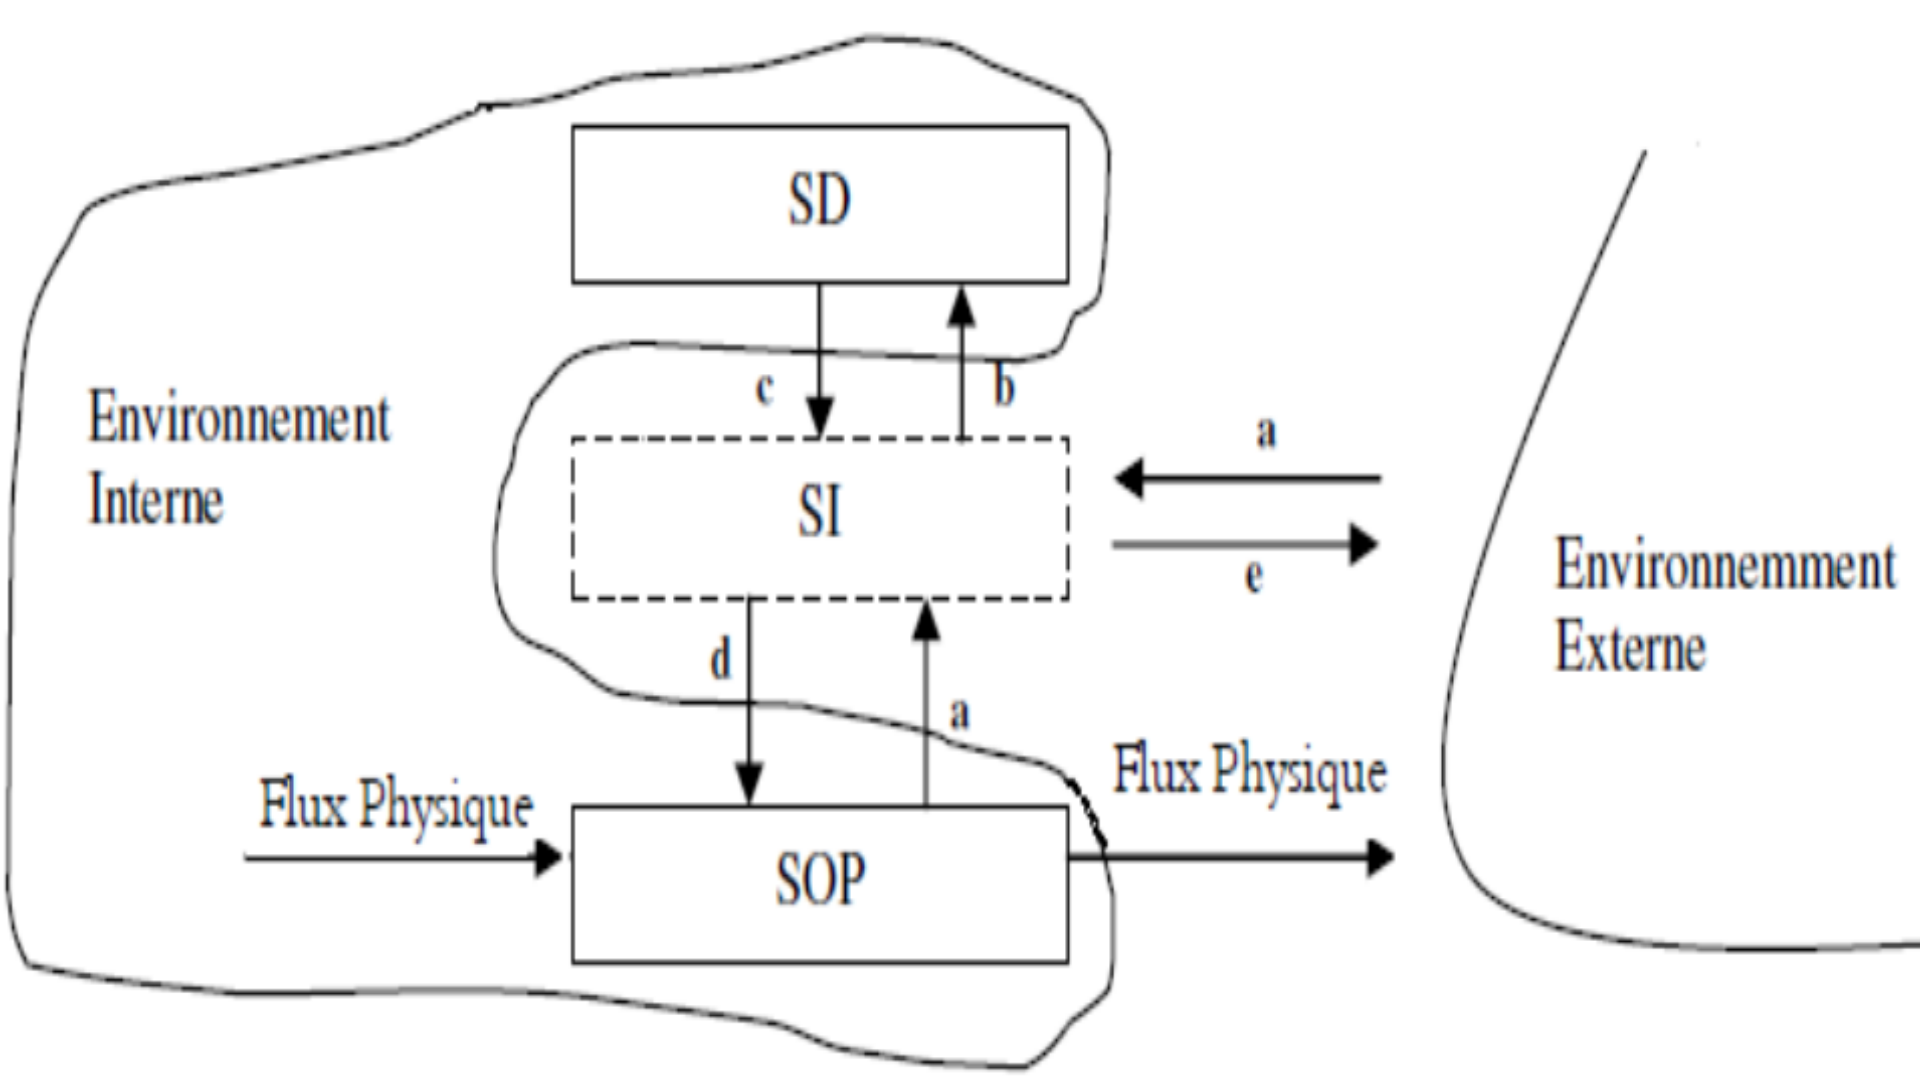 SD
c
b
Environnement
Interne
a
SI
e
Environnemment
Externe
d
a
Flux Physique
Flux Physique
SOP